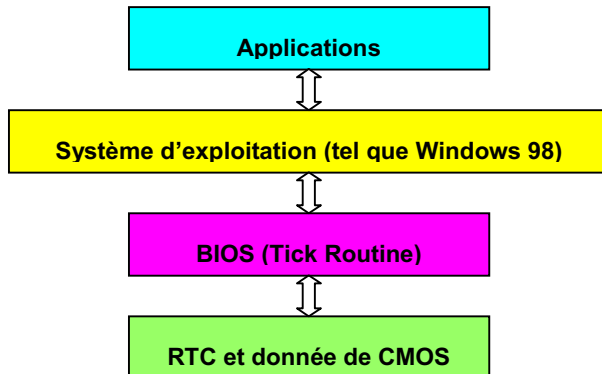 Applications
Système d’exploitation (tel que Windows 98)
BIOS (Tick Routine)
RTC et donnée de CMOS